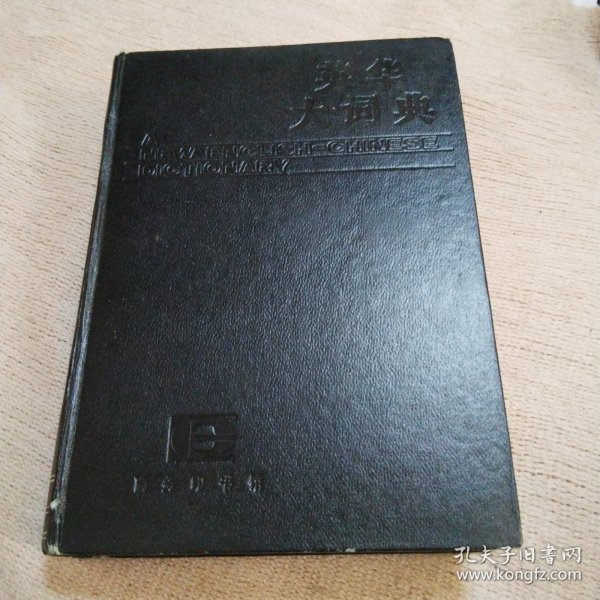 英华
大词典
A
NEW ENGLISH-CHINESE
DICTIONARY
商务印书馆
孔夫子旧书网
www.kongfz.com